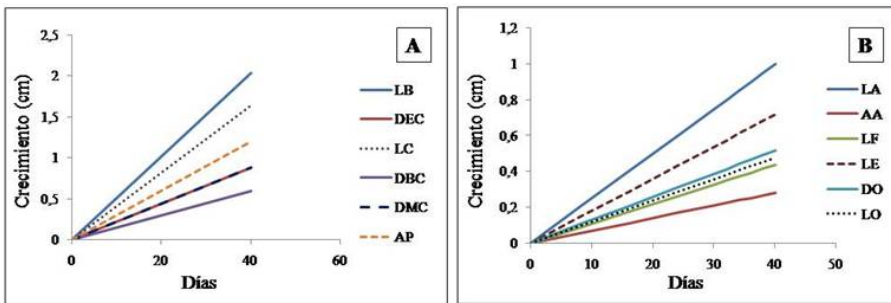 A
Crecimiento (cm)
2,5
2
1,5
1
0,5
0
0
20
40
60
Días
LB
DEC
LC
DBC
DMC
AP
B
Crecimiento (cm)
1,2
1
0,8
0,6
0,4
0,2
0
0
10
20
30
40
50
Días
LA
AA
LF
LE
DO
LO